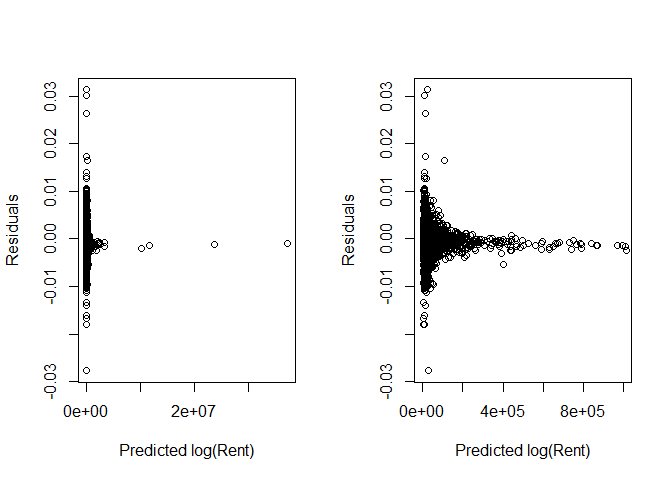 0.03
0.02
0.01
0.00
-0.01
-0.03
Residuals
0e+00
2e+07
Predicted log(Rent)
0.03
0.02
0.01
0.00
-0.01
-0.03
Residuals
0e+00
4e+05
8e+05
Predicted log(Rent)